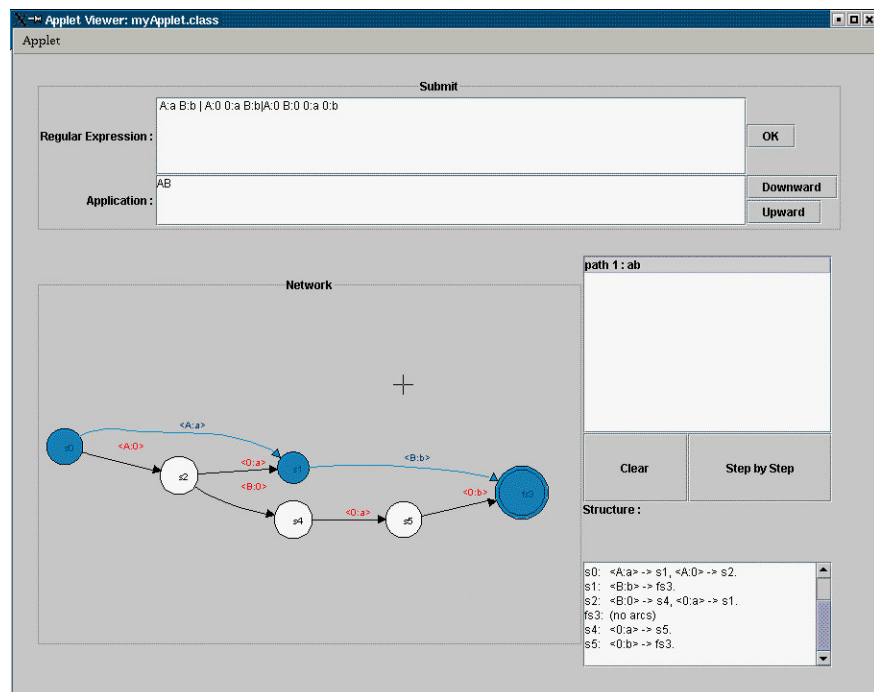 Applet Viewer: myApplet.class
Applet
Submit
Regular Expression :
A:a B:b | A:0 0:a B:b|A:0 B:0 0:a 0:b
OK
Application :
AB
Downward
Upward
path 1 : ab
Network
<A:a>
s0
<A:0>
<0:a>
s1
<B:b>
s2
<B:0>
<0:b>
fs3
s4
<0:a>
s5
Clear
Step by Step
Structure :
s0: <A:a> -> s1, <A:0> -> s2.
s1: <B:b> -> fs3.
s2: <B:0> -> s4, <0:a> -> s1.
fs3: (no arcs)
s4: <0:a> -> s5.
s5: <0:b> -> fs3.